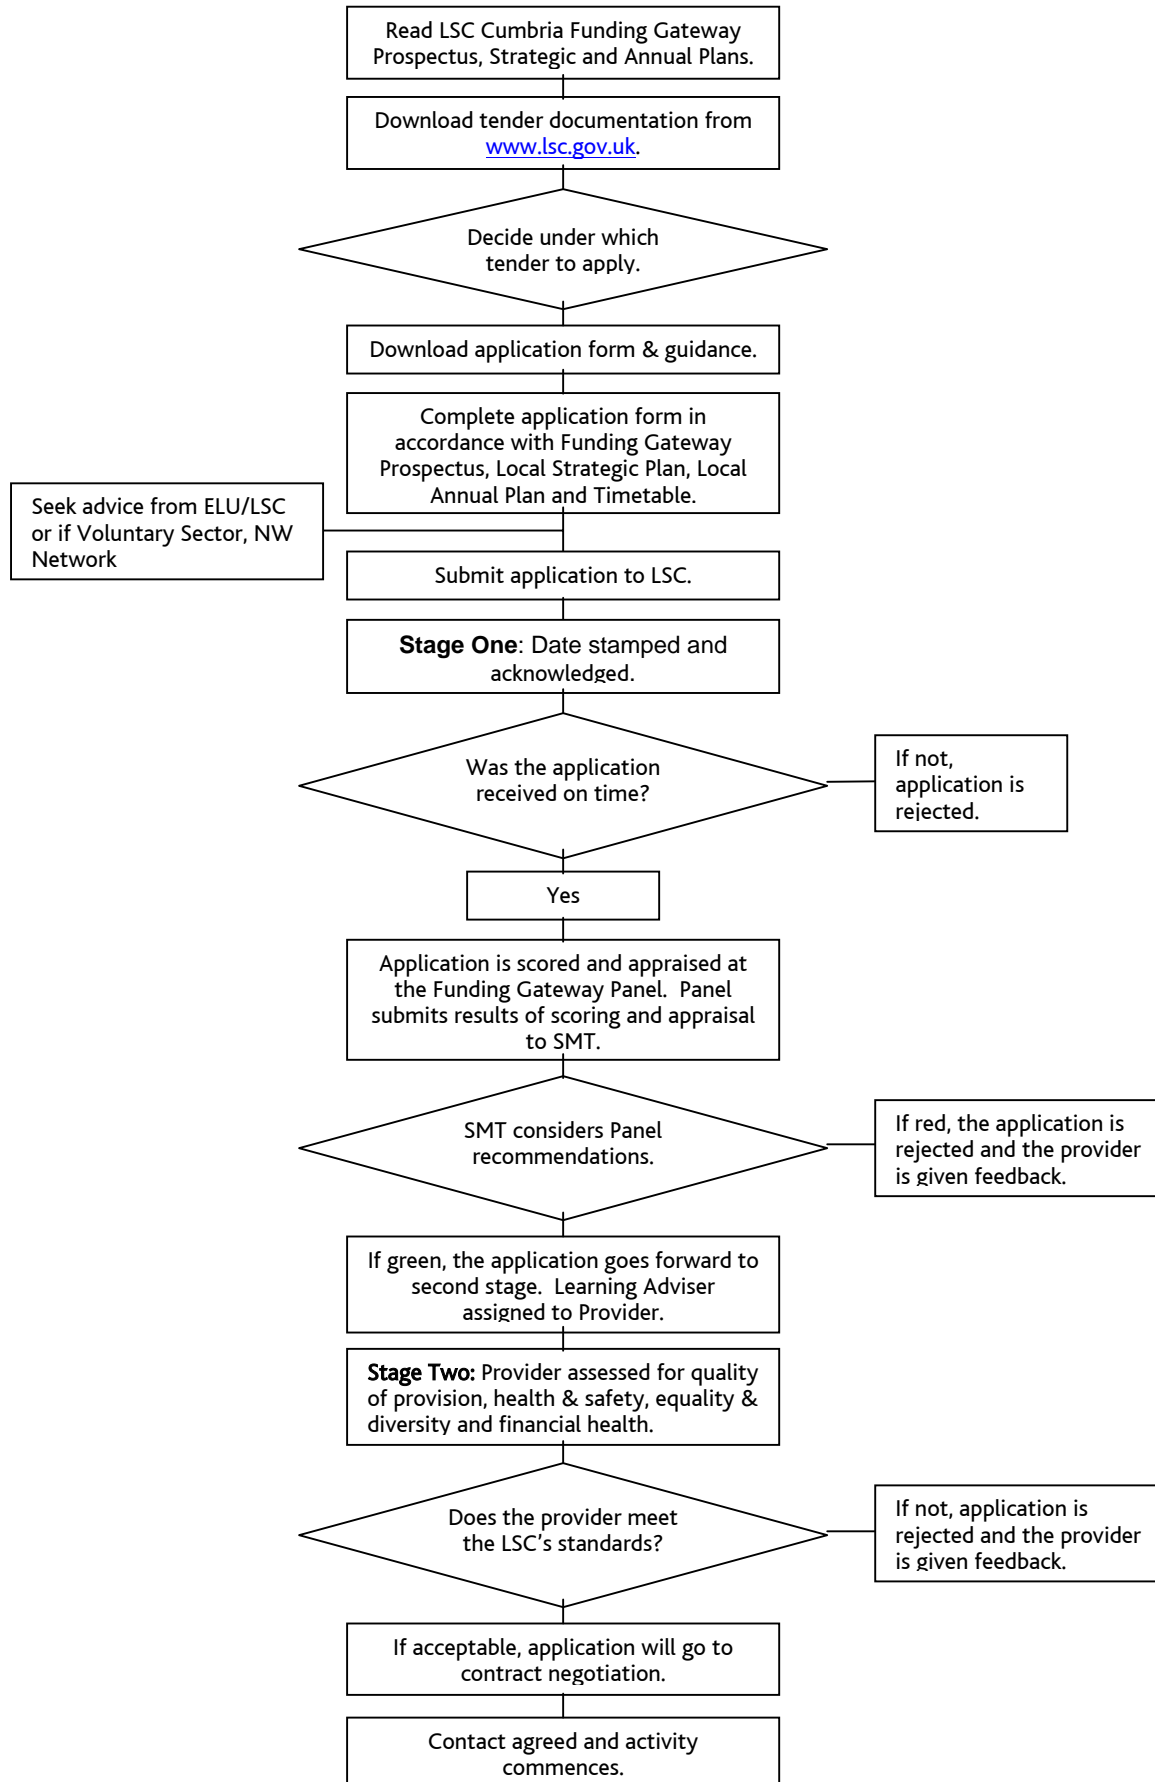 Read LSC Cumbria Funding Gateway
Prospectus, Strategic and Annual Plans.
Download tender documentation from
www.lsc.gov.uk.
Decide under which
tender to apply.
Download application form & guidance.
Complete application form in
accordance with Funding Gateway
Prospectus, Local Strategic Plan, Local
Annual Plan and Timetable.
Seek advice from ELU/LSC
or if Voluntary Sector, NW
Network
Submit application to LSC.
Stage One: Date stamped and
acknowledged.
Was the application
received on time?
If not,
application is
rejected.
Yes
Application is scored and appraised at
the Funding Gateway Panel.  Panel
submits results of scoring and appraisal
to SMT.
SMT considers Panel
recommendations.
If red, the application is
rejected and the provider
is given feedback.
If green, the application goes forward to
second stage.  Learning Adviser
assigned to Provider.
Stage Two: Provider assessed for quality
of provision, health & safety, equality &
diversity and financial health.
Does the provider meet
the LSC's standards?
If not, application is
rejected and the provider
is given feedback.
If acceptable, application will go to
contract negotiation.
Contact agreed and activity
commences.